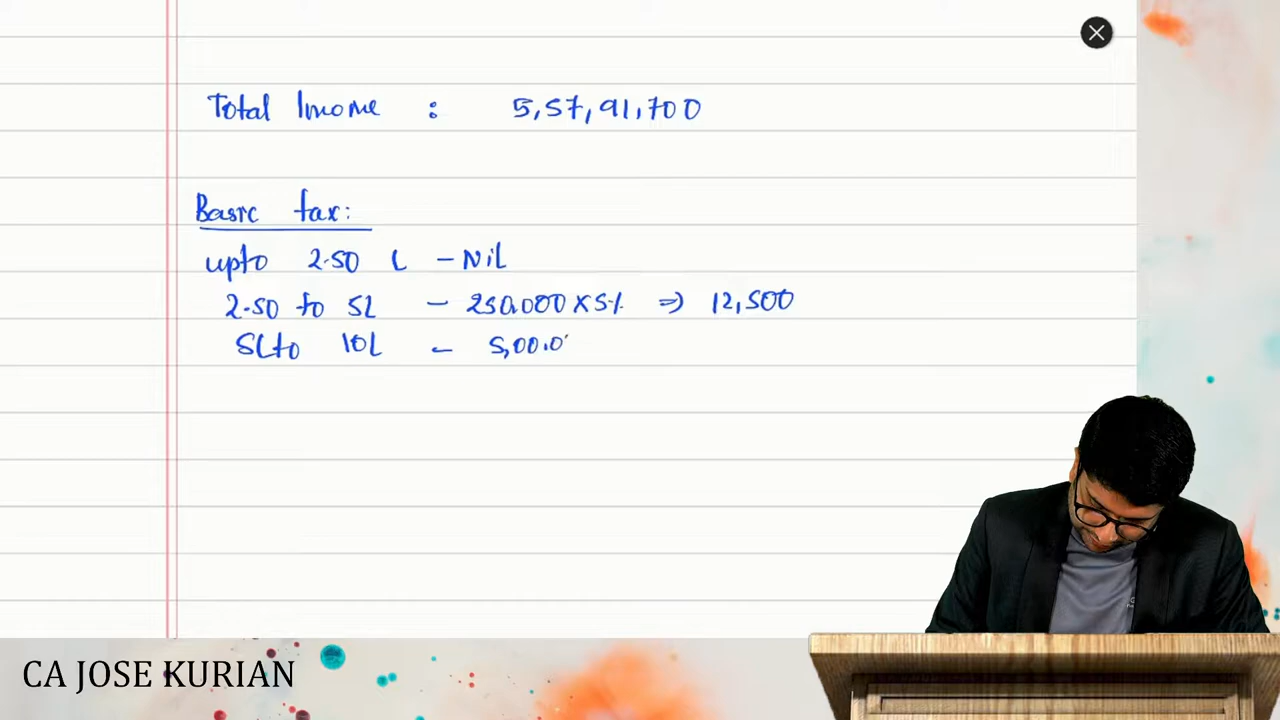 Total Income : 5,57,91,700
Basic tax:
upto 2.50 L - Nil
2.50 to 5L - 250,000 X 5% ⇒ 12,500
5L to 10L - 5,00,0
CA JOSE KURIAN